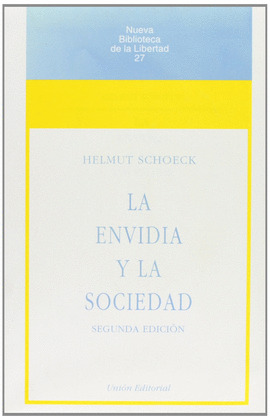 Nueva
Biblioteca
de la Libertad
27
HELMUT SCHOECK
LA
ENVIDIA
Y LA
SOCIEDAD
SEGUNDA EDICIÓN
Unión Editorial